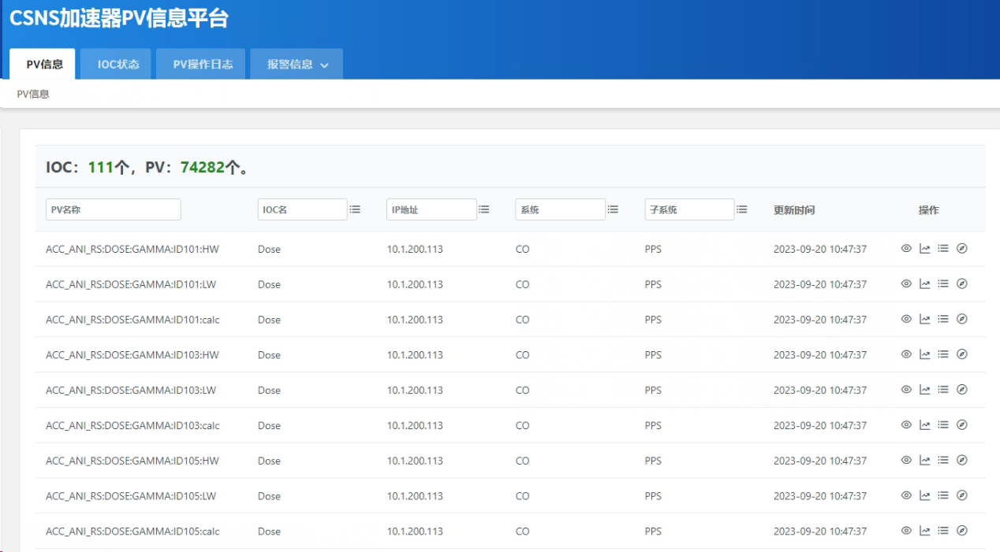 CSNS加速器PV信息平台
PV信息 IOC状态 PV操作日志 报警信息
PV信息
IOC：111个，PV：74282个。
PV名称 IOC名 IP地址 系统 子系统 更新时间 操作
ACC_ANI_RS:DOSE:GAMMA:ID101:HW Dose 10.1.200.113 CO PPS 2023-09-20 10:47:37
ACC_ANI_RS:DOSE:GAMMA:ID101:LW Dose 10.1.200.113 CO PPS 2023-09-20 10:47:37
ACC_ANI_RS:DOSE:GAMMA:ID101:calc Dose 10.1.200.113 CO PPS 2023-09-20 10:47:37
ACC_ANI_RS:DOSE:GAMMA:ID103:HW Dose 10.1.200.113 CO PPS 2023-09-20 10:47:37
ACC_ANI_RS:DOSE:GAMMA:ID103:LW Dose 10.1.200.113 CO PPS 2023-09-20 10:47:37
ACC_ANI_RS:DOSE:GAMMA:ID103:calc Dose 10.1.200.113 CO PPS 2023-09-20 10:47:37
ACC_ANI_RS:DOSE:GAMMA:ID105:HW Dose 10.1.200.113 CO PPS 2023-09-20 10:47:37
ACC_ANI_RS:DOSE:GAMMA:ID105:LW Dose 10.1.200.113 CO PPS 2023-09-20 10:47:37
ACC_ANI_RS:DOSE:GAMMA:ID105:calc Dose 10.1.200.113 CO PPS 2023-09-20 10:47:37